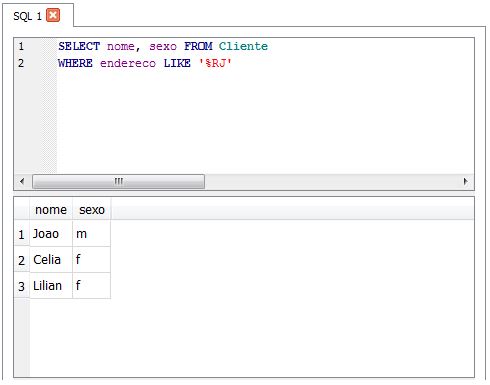 SQL 1
1 SELECT nome, sexo FROM Cliente
2 WHERE endereco LIKE '%RJ'
nome sexo
1 Joao m
2 Celia f
3 Lilian f